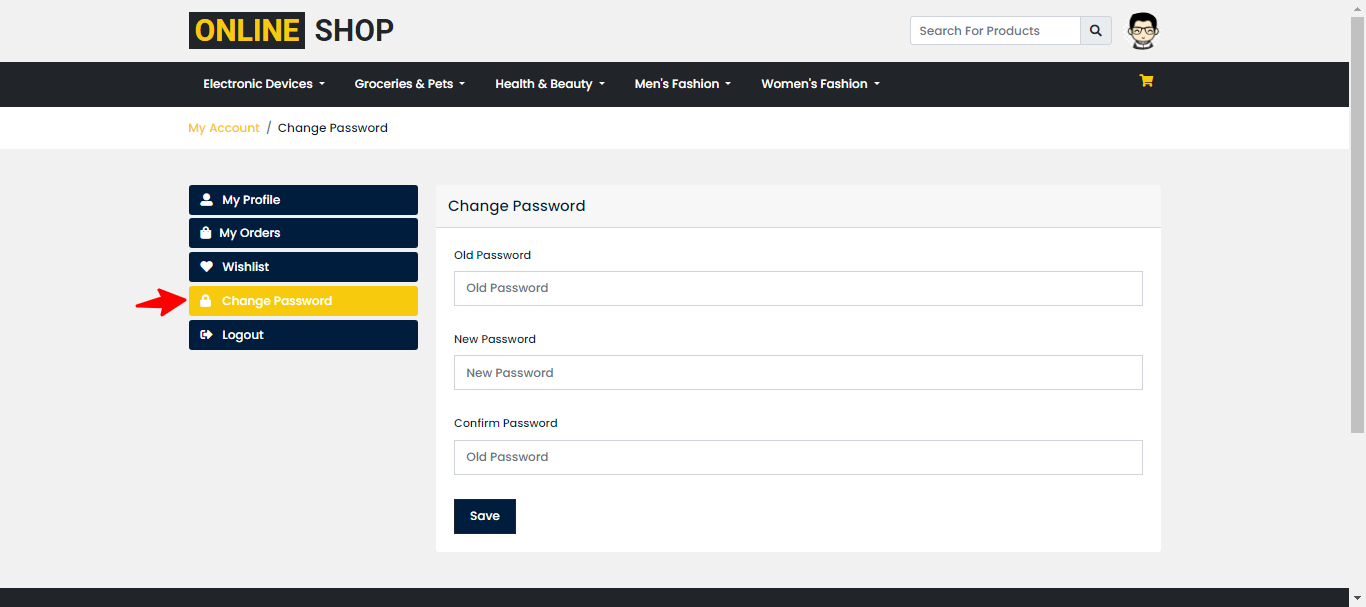 ONLINE SHOP
Search For Products
Electronic Devices Groceries & Pets Health & Beauty Men's Fashion Women's Fashion
My Account / Change Password
My Profile
My Orders
Wishlist
Change Password
Logout
Change Password
Old Password
Old Password
New Password
New Password
Confirm Password
Old Password
Save